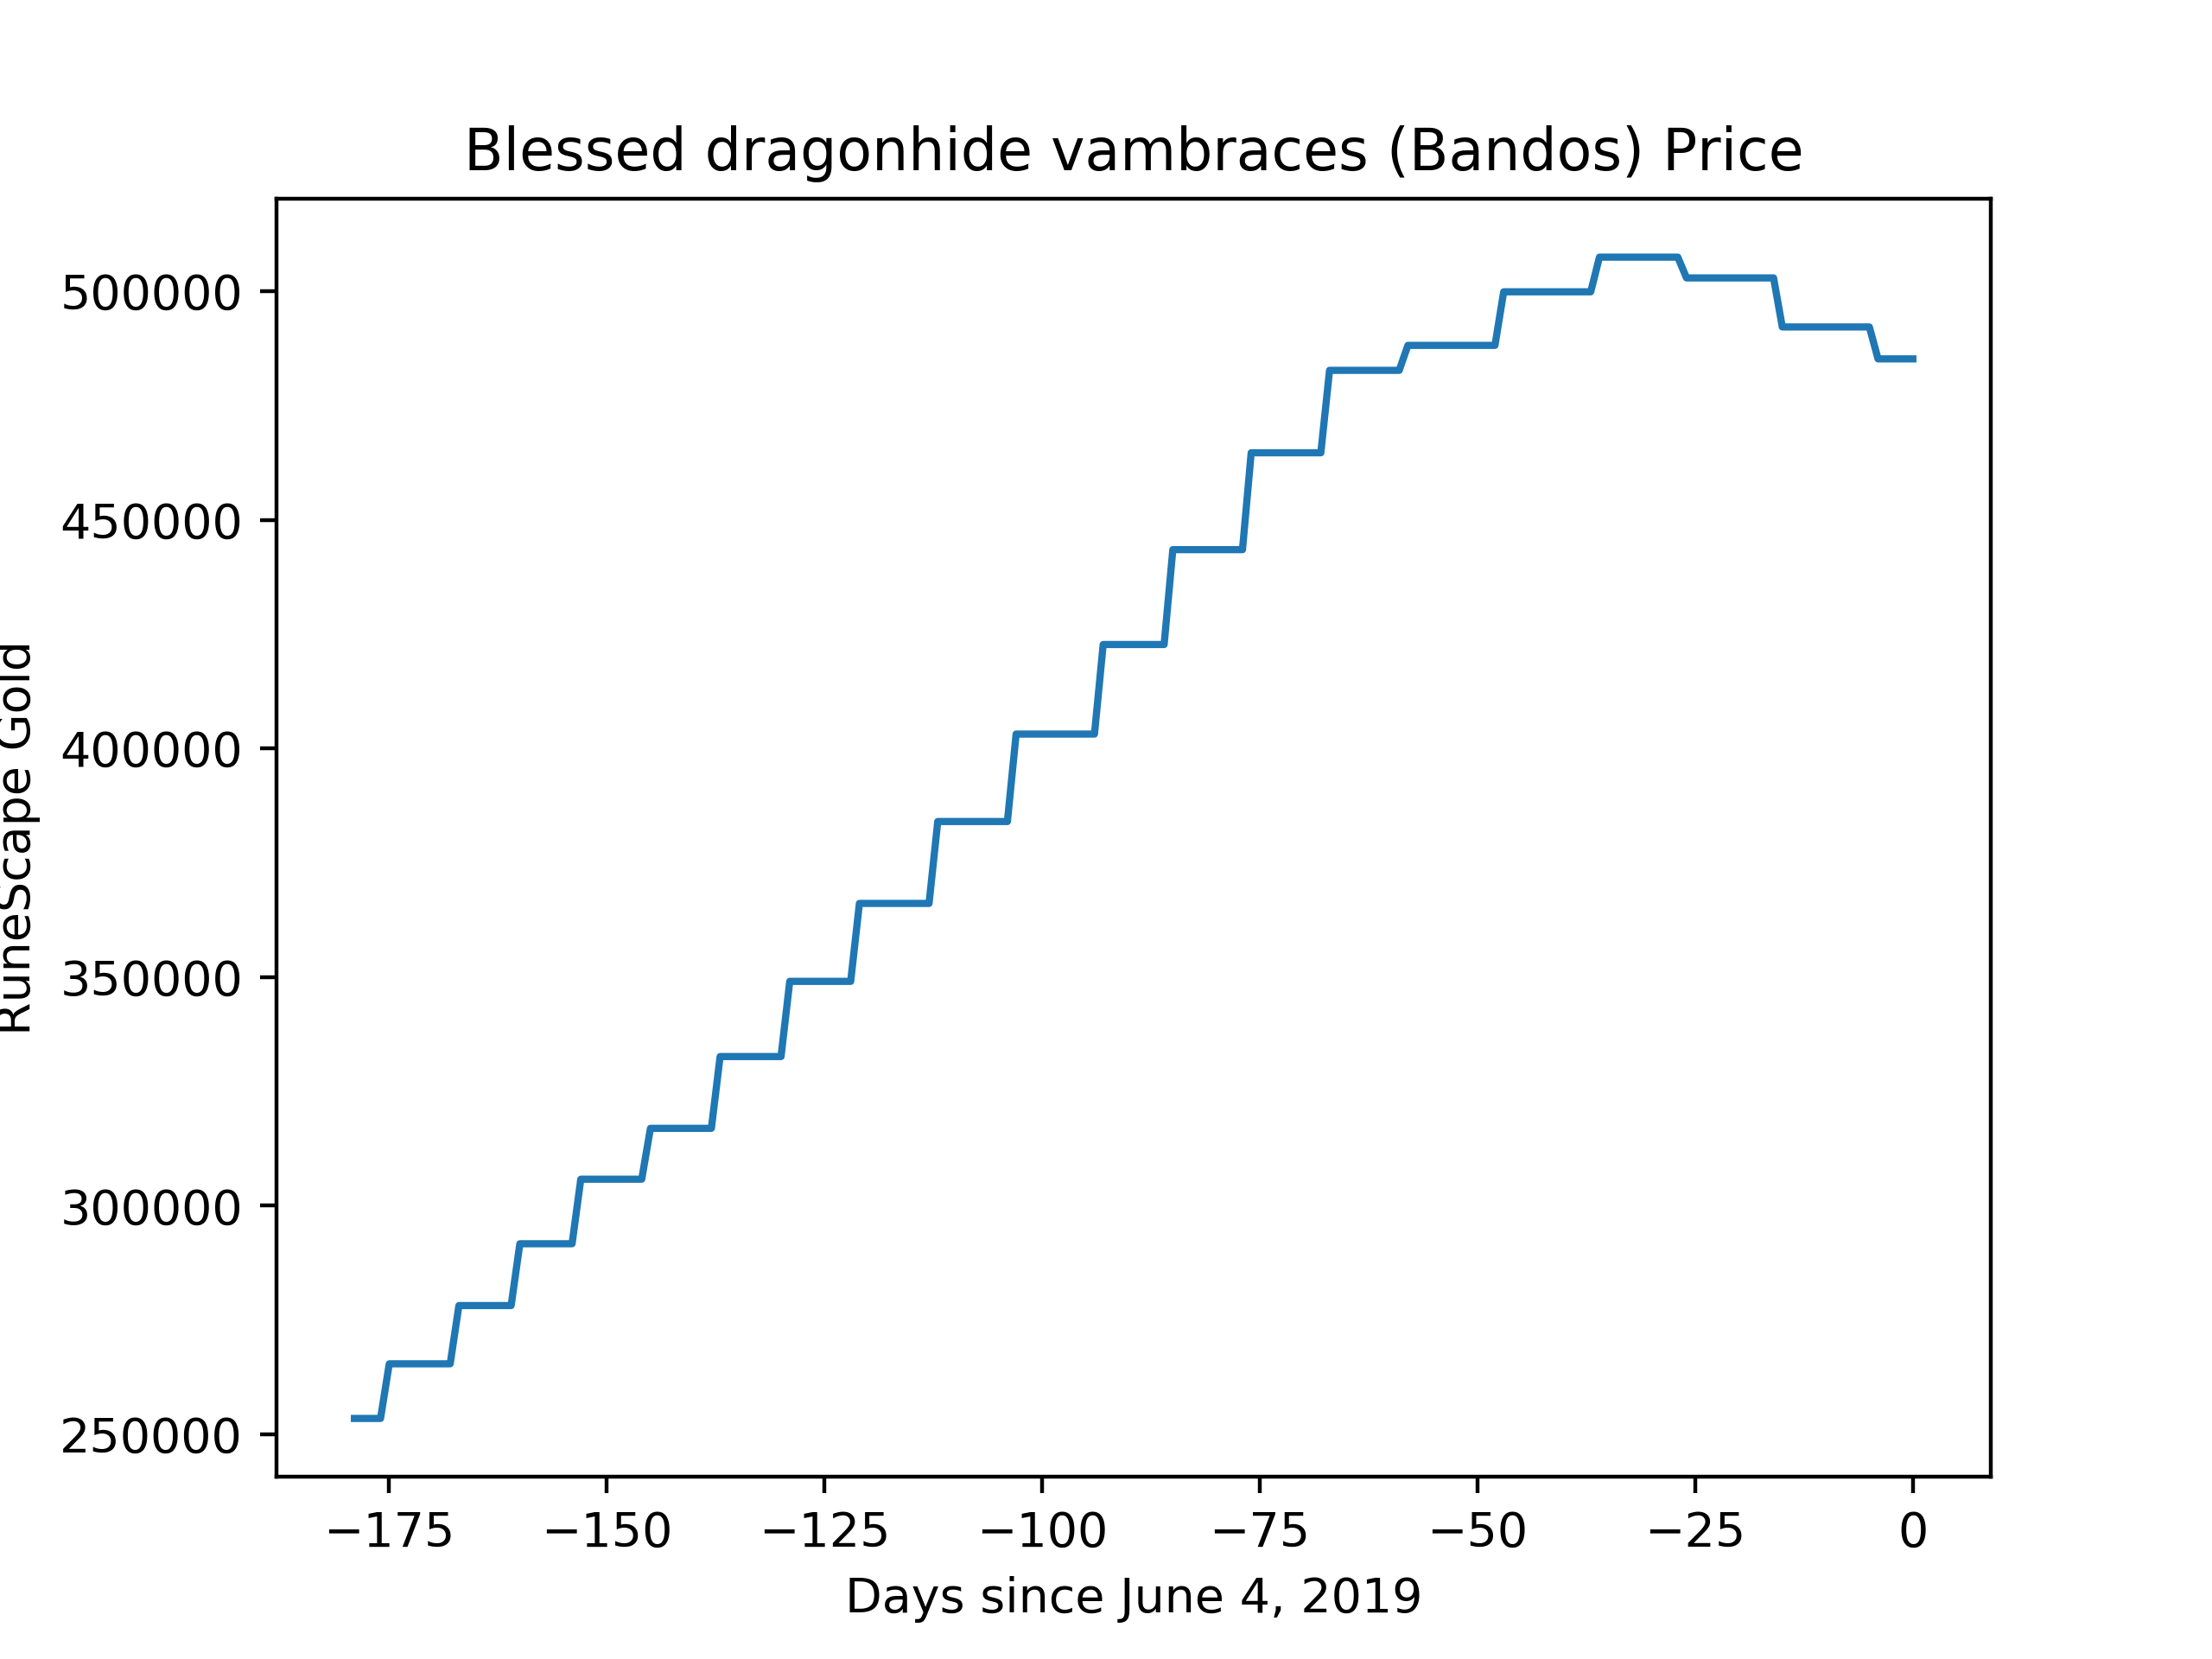 Blessed dragonhide vambraces (Bandos) Price
RuneScape Gold
500000
450000
400000
350000
300000
250000
−175 −150 −125 −100 −75 −50 −25 0
Days since June 4, 2019